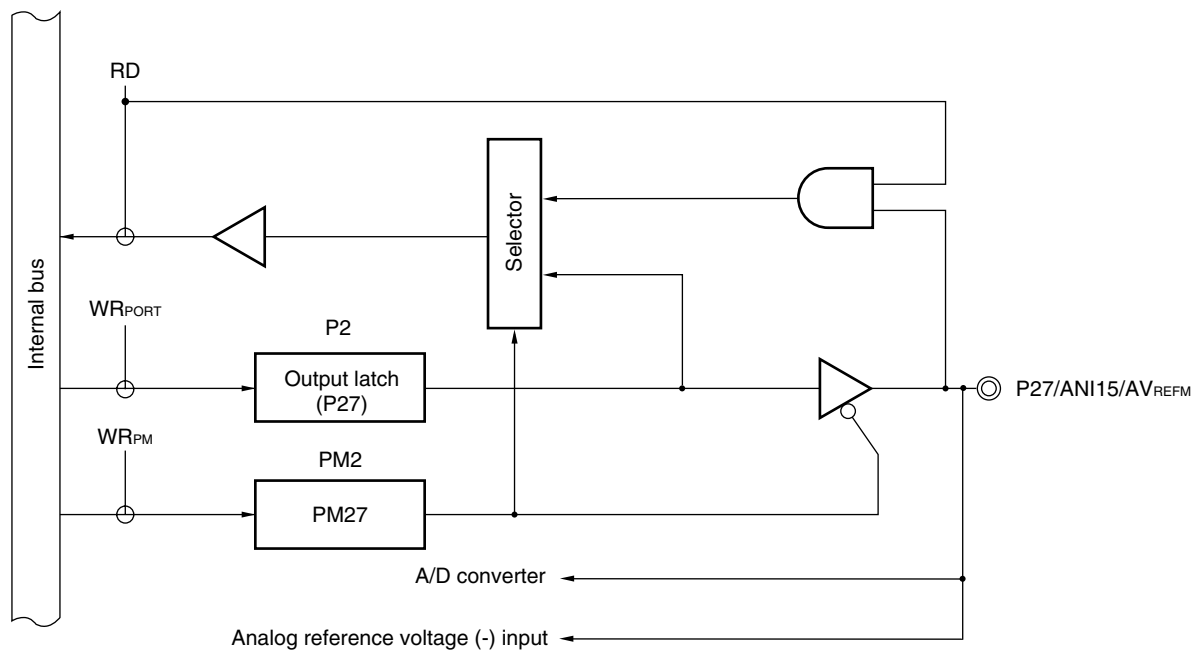 RD
Internal bus
Selector
WRPORT
P2
Output latch
(P27)
P27/ANI15/AVREFM
WRPM
PM2
PM27
A/D converter
Analog reference voltage (-) input